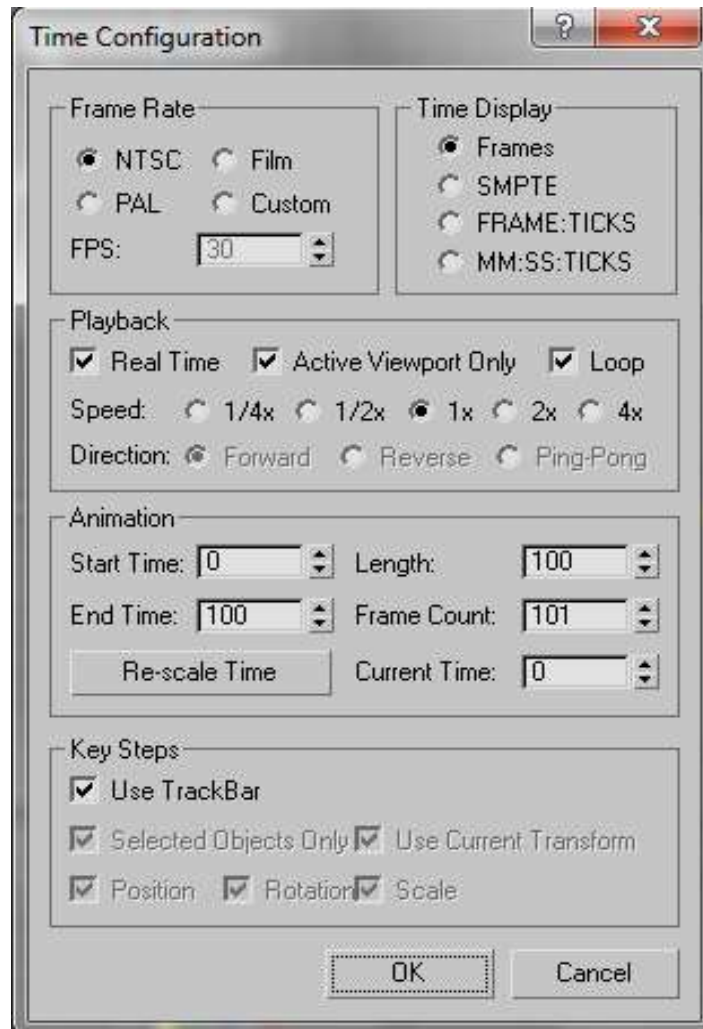 Time Configuration
Frame Rate
NTSC Film
PAL Custom
FPS: 30
Time Display
Frames
SMPTE
FRAME:TICKS
MM:SS:TICKS
Playback
Real Time Active Viewport Only Loop
Speed: 1/4x 1/2x 1x 2x 4x
Direction: Forward Reverse Ping-Pong
Animation
Start Time: 0 Length: 100
End Time: 100 Frame Count: 101
Re-scale Time Current Time: 0
Key Steps
Use TrackBar
Selected Objects Only Use Current Transform
Position Rotation Scale
OK Cancel